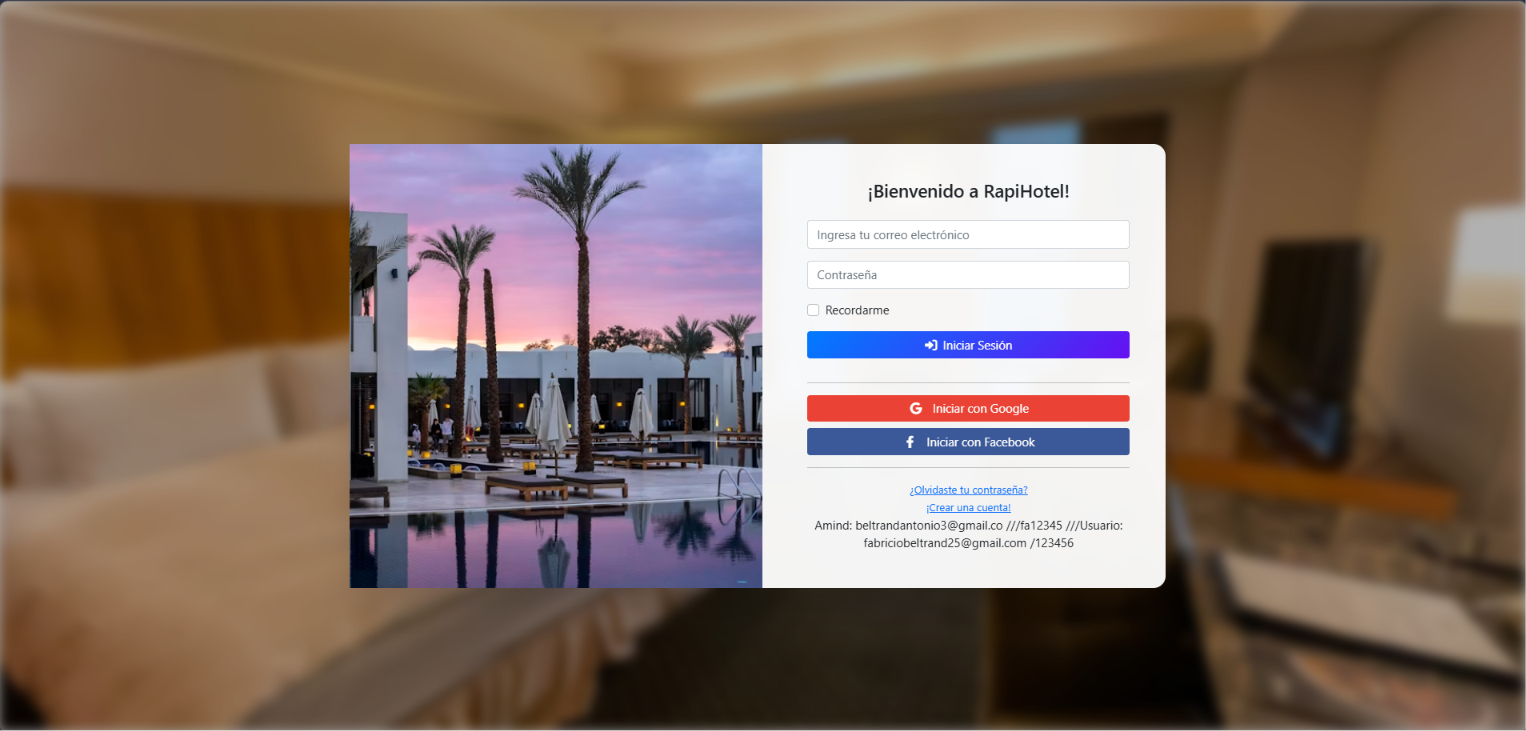 ¡Bienvenido a RapiHotel!
Ingresa tu correo electrónico
Contraseña
Recordarme
Iniciar Sesión
Iniciar con Google
Iniciar con Facebook
¿Olvidaste tu contraseña?
¡Crear una cuenta!
Amind: beltrandantonio3@gmail.co ///fa12345 ///Usuario:
fabriciobeltrand25@gmail.com /123456